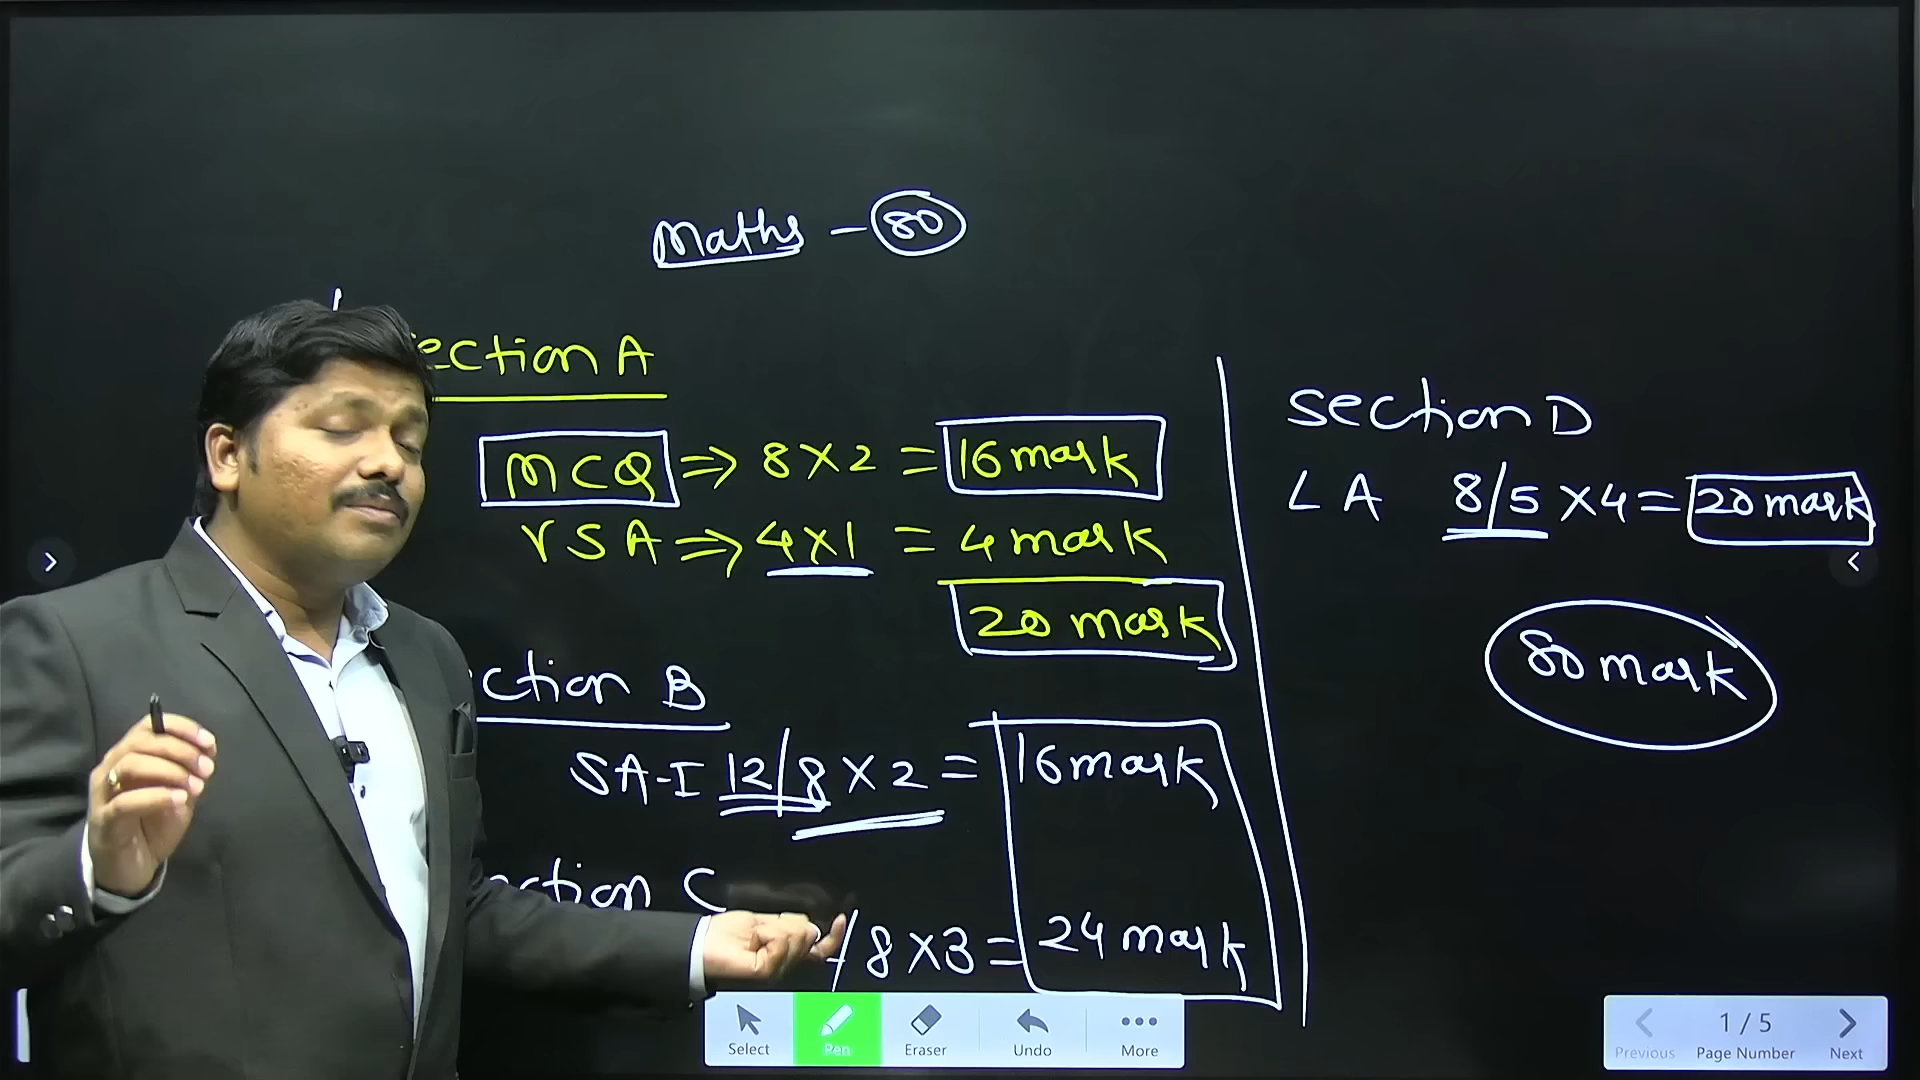 Maths - 80
ection A
MCQ ⇒ 8 X 2 = 16 mark
VSA ⇒ 4 X 1 = 4 mark
20 mark
ction B
SA-I 12/8 X 2 = 16 mark
ction C
/8 X 3 = 24 mark
Section D
LA 8/5 X 4 = 20 mark
80 mark
Select Pen Eraser Undo More
1 / 5
Previous Page Number Next